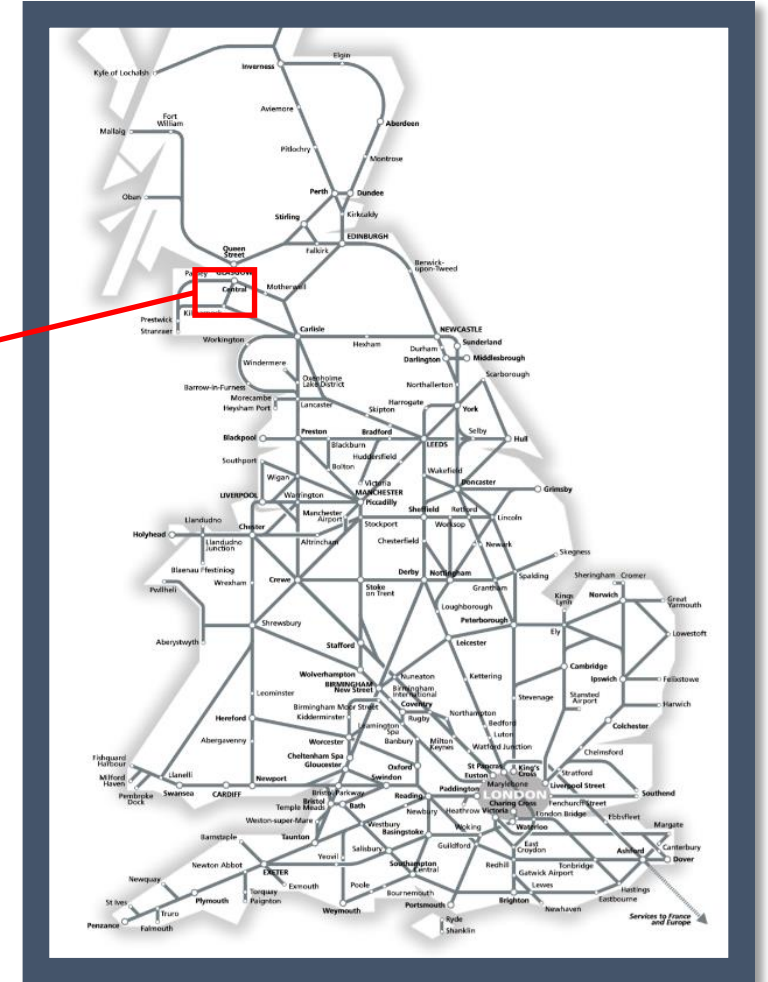 Elgin
Inverness
Kyle of Lochalsh
Aviemore
Fort
William
Aberdeen
Mallaig
Pitlochry
Montrose
Perth
Dundee
Oban
Kirkcaldy
Stirling
EDINBURGH
Queen
Street
Falkirk
Berwick-
upon-Tweed
Central
Motherwell
Prestwick
Stranraer
Carlisle
NEWCASTLE
Workington
Hexham
Sunderland
Durham
Darlington
Middlesbrough
Windermere
Scarborough
Oxenholme
Lake District
Barrow-in-Furness
Northallerton
Morecambe
Heysham Port
Lancaster
Harrogate
York
Skipton
Blackpool
Preston
Bradford
Selby
Hull
Blackburn
LEEDS
Huddersfield
Southport
Bolton
Wakefield
Wigan
Victoria
Doncaster
MANCHESTER
Piccadilly
Grimsby
LIVERPOOL
Warrington
Manchester
Airport
Sheffield
Retford
Lincoln
Llandudno
Stockport
Worksop
Holyhead
Chester
Llandudno
Junction
Altrincham
Chesterfield
Newark
Skegness
Blaenau Ffestiniog
Derby
Nottingham
Spalding
Sheringham
Cromer
Pwllheli
Wrexham
Crewe
Stoke
on Trent
Grantham
Kings
Lynn
Norwich
Great
Yarmouth
Loughborough
Shrewsbury
Peterborough
Ely
Lowestoft
Aberystwyth
Stafford
Leicester
Wolverhampton
Cambridge
BIRMINGHAM
New Street
Nuneaton
Kettering
Ipswich
Felixstowe
Birmingham
International
Leominster
Stevenage
Stansted
Airport
Harwich
Birmingham Moor Street
Coventry
Kidderminster
Rugby
Northampton
Hereford
Leamington
Spa
Bedford
Colchester
Abergavenny
Worcester
Banbury
Milton
Keynes
Luton
Watford Junction
Chelmsford
Fishguard
Harbour
Cheltenham Spa
Gloucester
Oxford
St Pancras
Euston
King's
Cross
Stratford
Milford
Haven
Llanelli
Swindon
Marylebone
Liverpool Street
Pembroke
Dock
Swansea
CARDIFF
Newport
Bristol Parkway
Reading
Paddington
LONDON
Southend
Bristol
Temple Meads
Bath
Newbury
Heathrow
Victoria
Charing Cross
Fenchurch Street
London Bridge
Ebbsfleet
Weston-super-Mare
Westbury
Basingstoke
Woking
Waterloo
Margate
Barnstaple
Taunton
Salisbury
Guildford
East
Croydon
Canterbury
Ashford
Dover
Yeovil
Newton Abbot
EXETER
Southampton
Central
Redhill
Gatwick Airport
Tonbridge
Newquay
Exmouth
Poole
Bournemouth
Lewes
Hastings
Eastbourne
St Ives
Plymouth
Torquay
Paignton
Weymouth
Portsmouth
Brighton
Newhaven
Truro
Penzance
Falmouth
Ryde
Shanklin
Services to France
and Europe